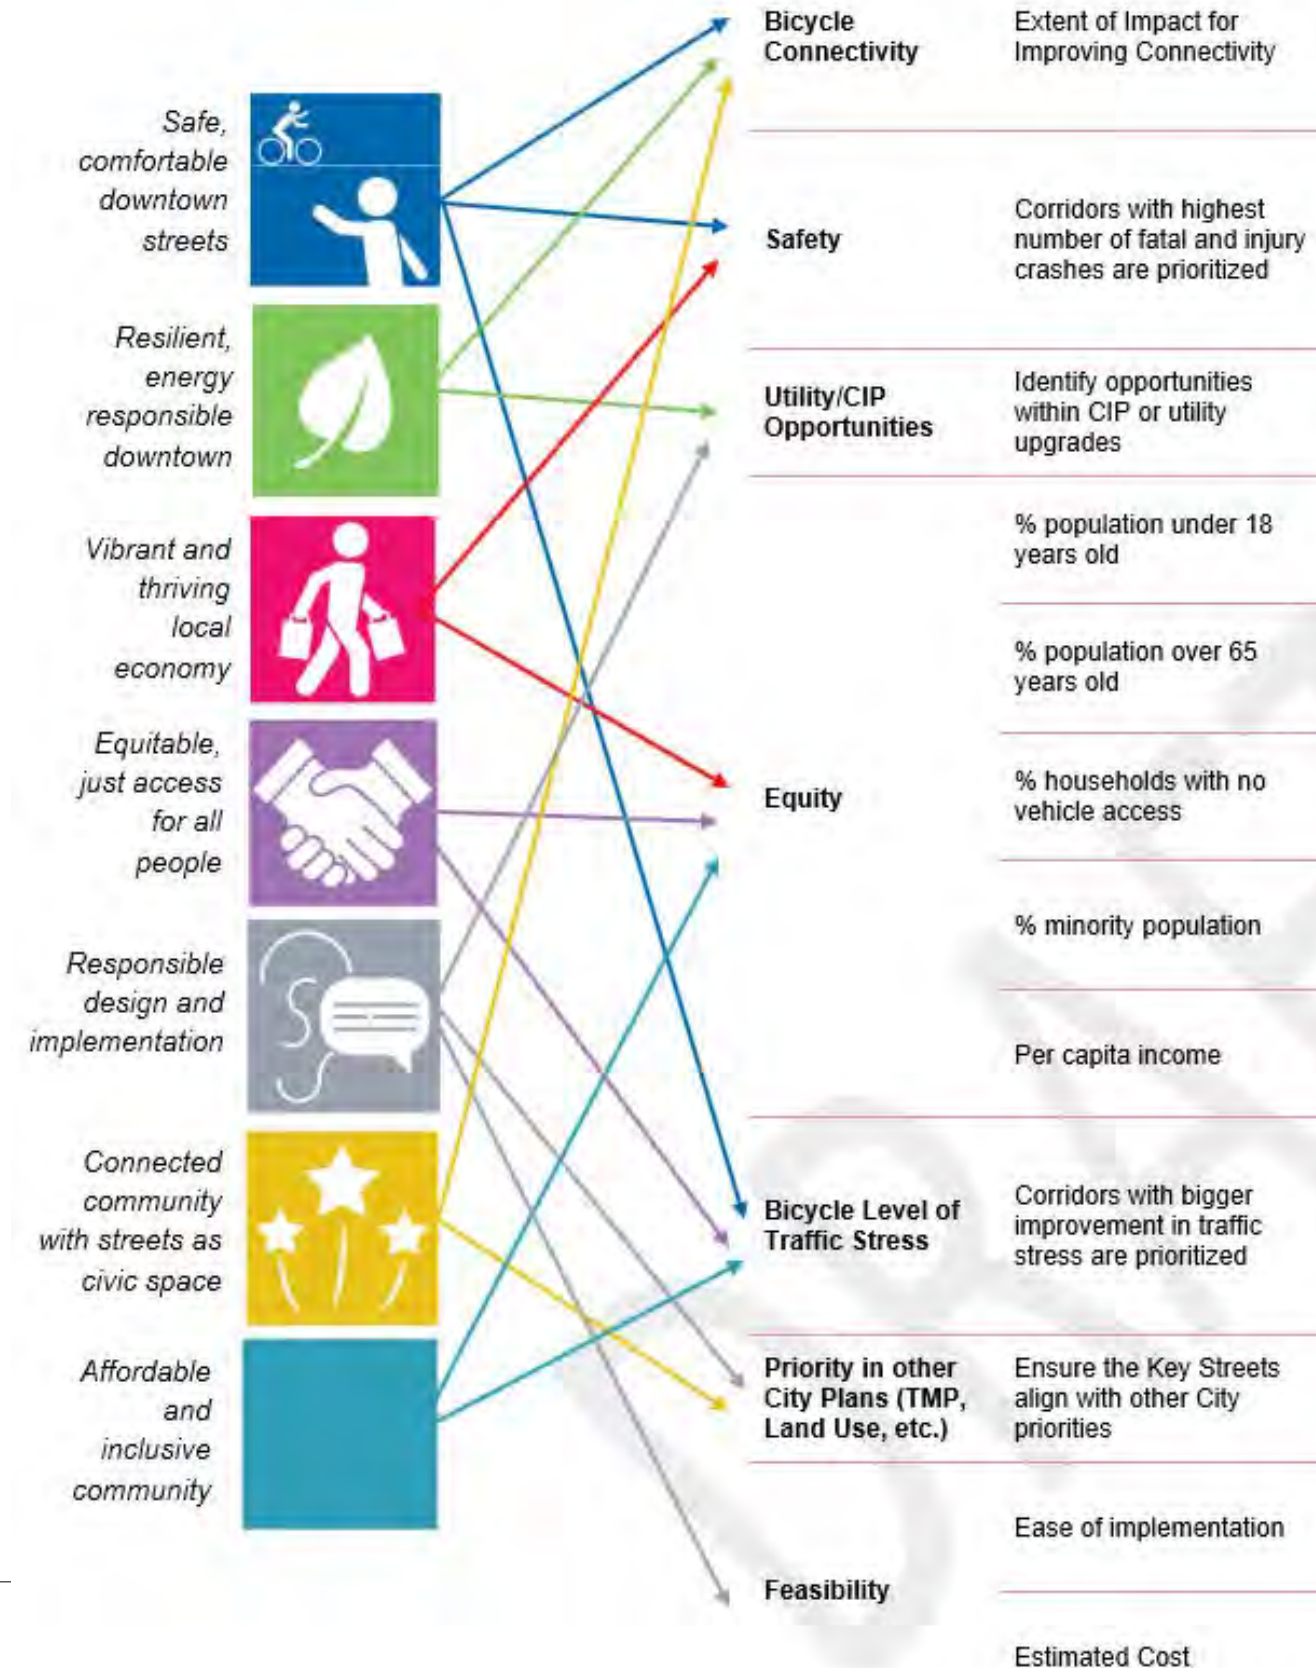 Safe,
comfortable
downtown
streets
Resilient,
energy
responsible
downtown
Vibrant and
thriving
local
economy
Equitable,
just access
for all
people
Responsible
design and
implementation
Connected
community
with streets as
civic space
Affordable
and
inclusive
community
Bicycle
Connectivity
Extent of Impact for
Improving Connectivity
Safety
Corridors with highest
number of fatal and injury
crashes are prioritized
Utility/CIP
Opportunities
Identify opportunities
within CIP or utility
upgrades
Equity
% population under 18
years old
% population over 65
years old
% households with no
vehicle access
% minority population
Per capita income
Bicycle Level of
Traffic Stress
Corridors with bigger
improvement in traffic
stress are prioritized
Priority in other
City Plans (TMP,
Land Use, etc.)
Ensure the Key Streets
align with other City
priorities
Feasibility
Ease of implementation
Estimated Cost